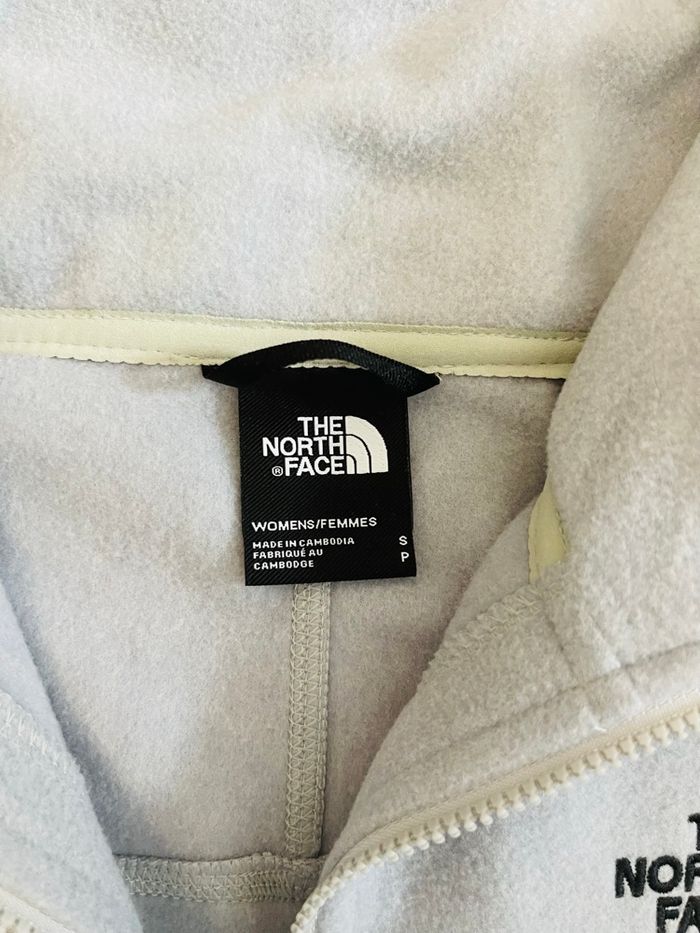 THE
NORTH
® FACE
WOMENS/FEMMES
MADE IN CAMBODIA
FABRIQUÉ AU
CAMBODGE
S
P